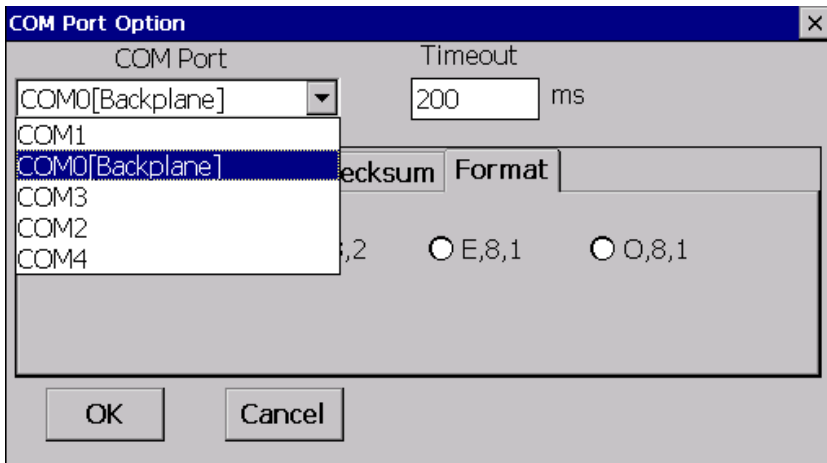 COM Port Option
COM Port Timeout
COM0[Backplane] 200 ms
COM1
COM0[Backplane]
ecksum Format
COM3
COM2
,2 E,8,1 O,8,1
COM4
OK Cancel